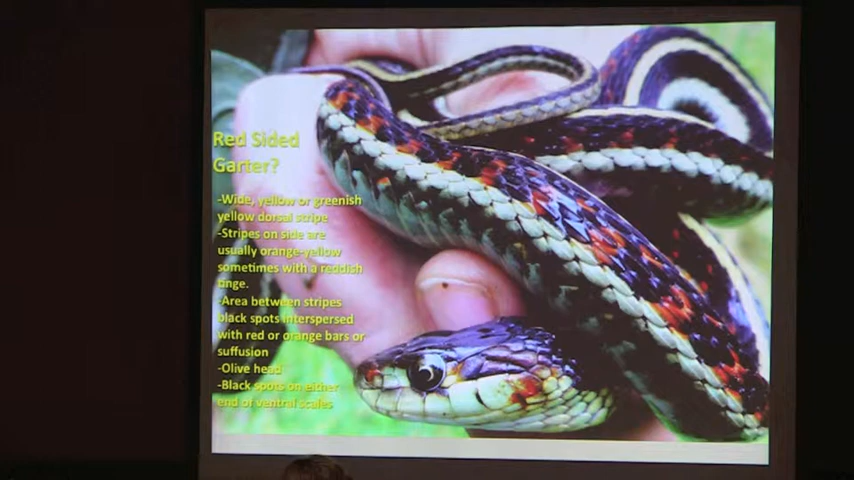 Red Sided
Garter?
-Wide, yellow or greenish
yellow dorsal stripe
-Stripes on side are
usually orange-yellow
sometimes with a reddish
tinge.
-Area between stripes
black spots interspersed
with red or orange bars or
suffusion
-Olive head
-Black spots on either
end of ventral scales